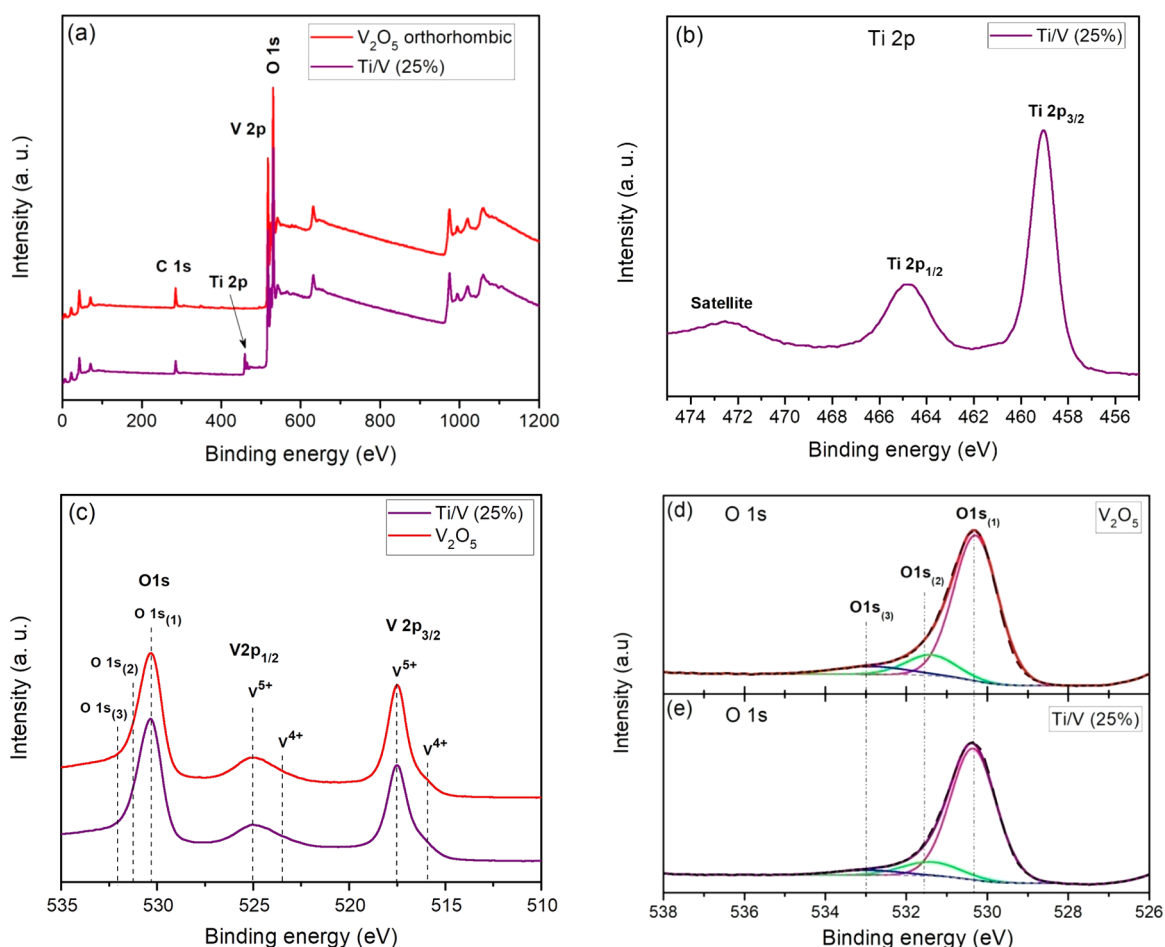 (a)
V₂O₅ orthorhombic
Ti/V (25%)
O 1s
V 2p
C 1s
Ti 2p
Intensity (a. u.)
0 200 400 600 800 1000 1200
Binding energy (eV)
(b)
Ti 2p
Ti/V (25%)
Ti 2p₃/₂
Ti 2p₁/₂
Satellite
Intensity (a. u.)
474 472 470 468 466 464 462 460 458 456
Binding energy (eV)
(c)
Ti/V (25%)
V₂O₅
O1s
O 1s₍₁₎
O 1s₍₂₎
O 1s₍₃₎
V2p₁/₂
V⁵⁺
V⁴⁺
V 2p₃/₂
V⁵⁺
V⁴⁺
Intensity (a. u.)
535 530 525 520 515 510
Binding energy (eV)
(d)
O 1s
O1s₍₁₎
V₂O₅
O1s₍₂₎
O1s₍₃₎
(e)
O 1s
Ti/V (25%)
Intensity (a.u)
538 536 534 532 530 528 526
Binding energy (eV)